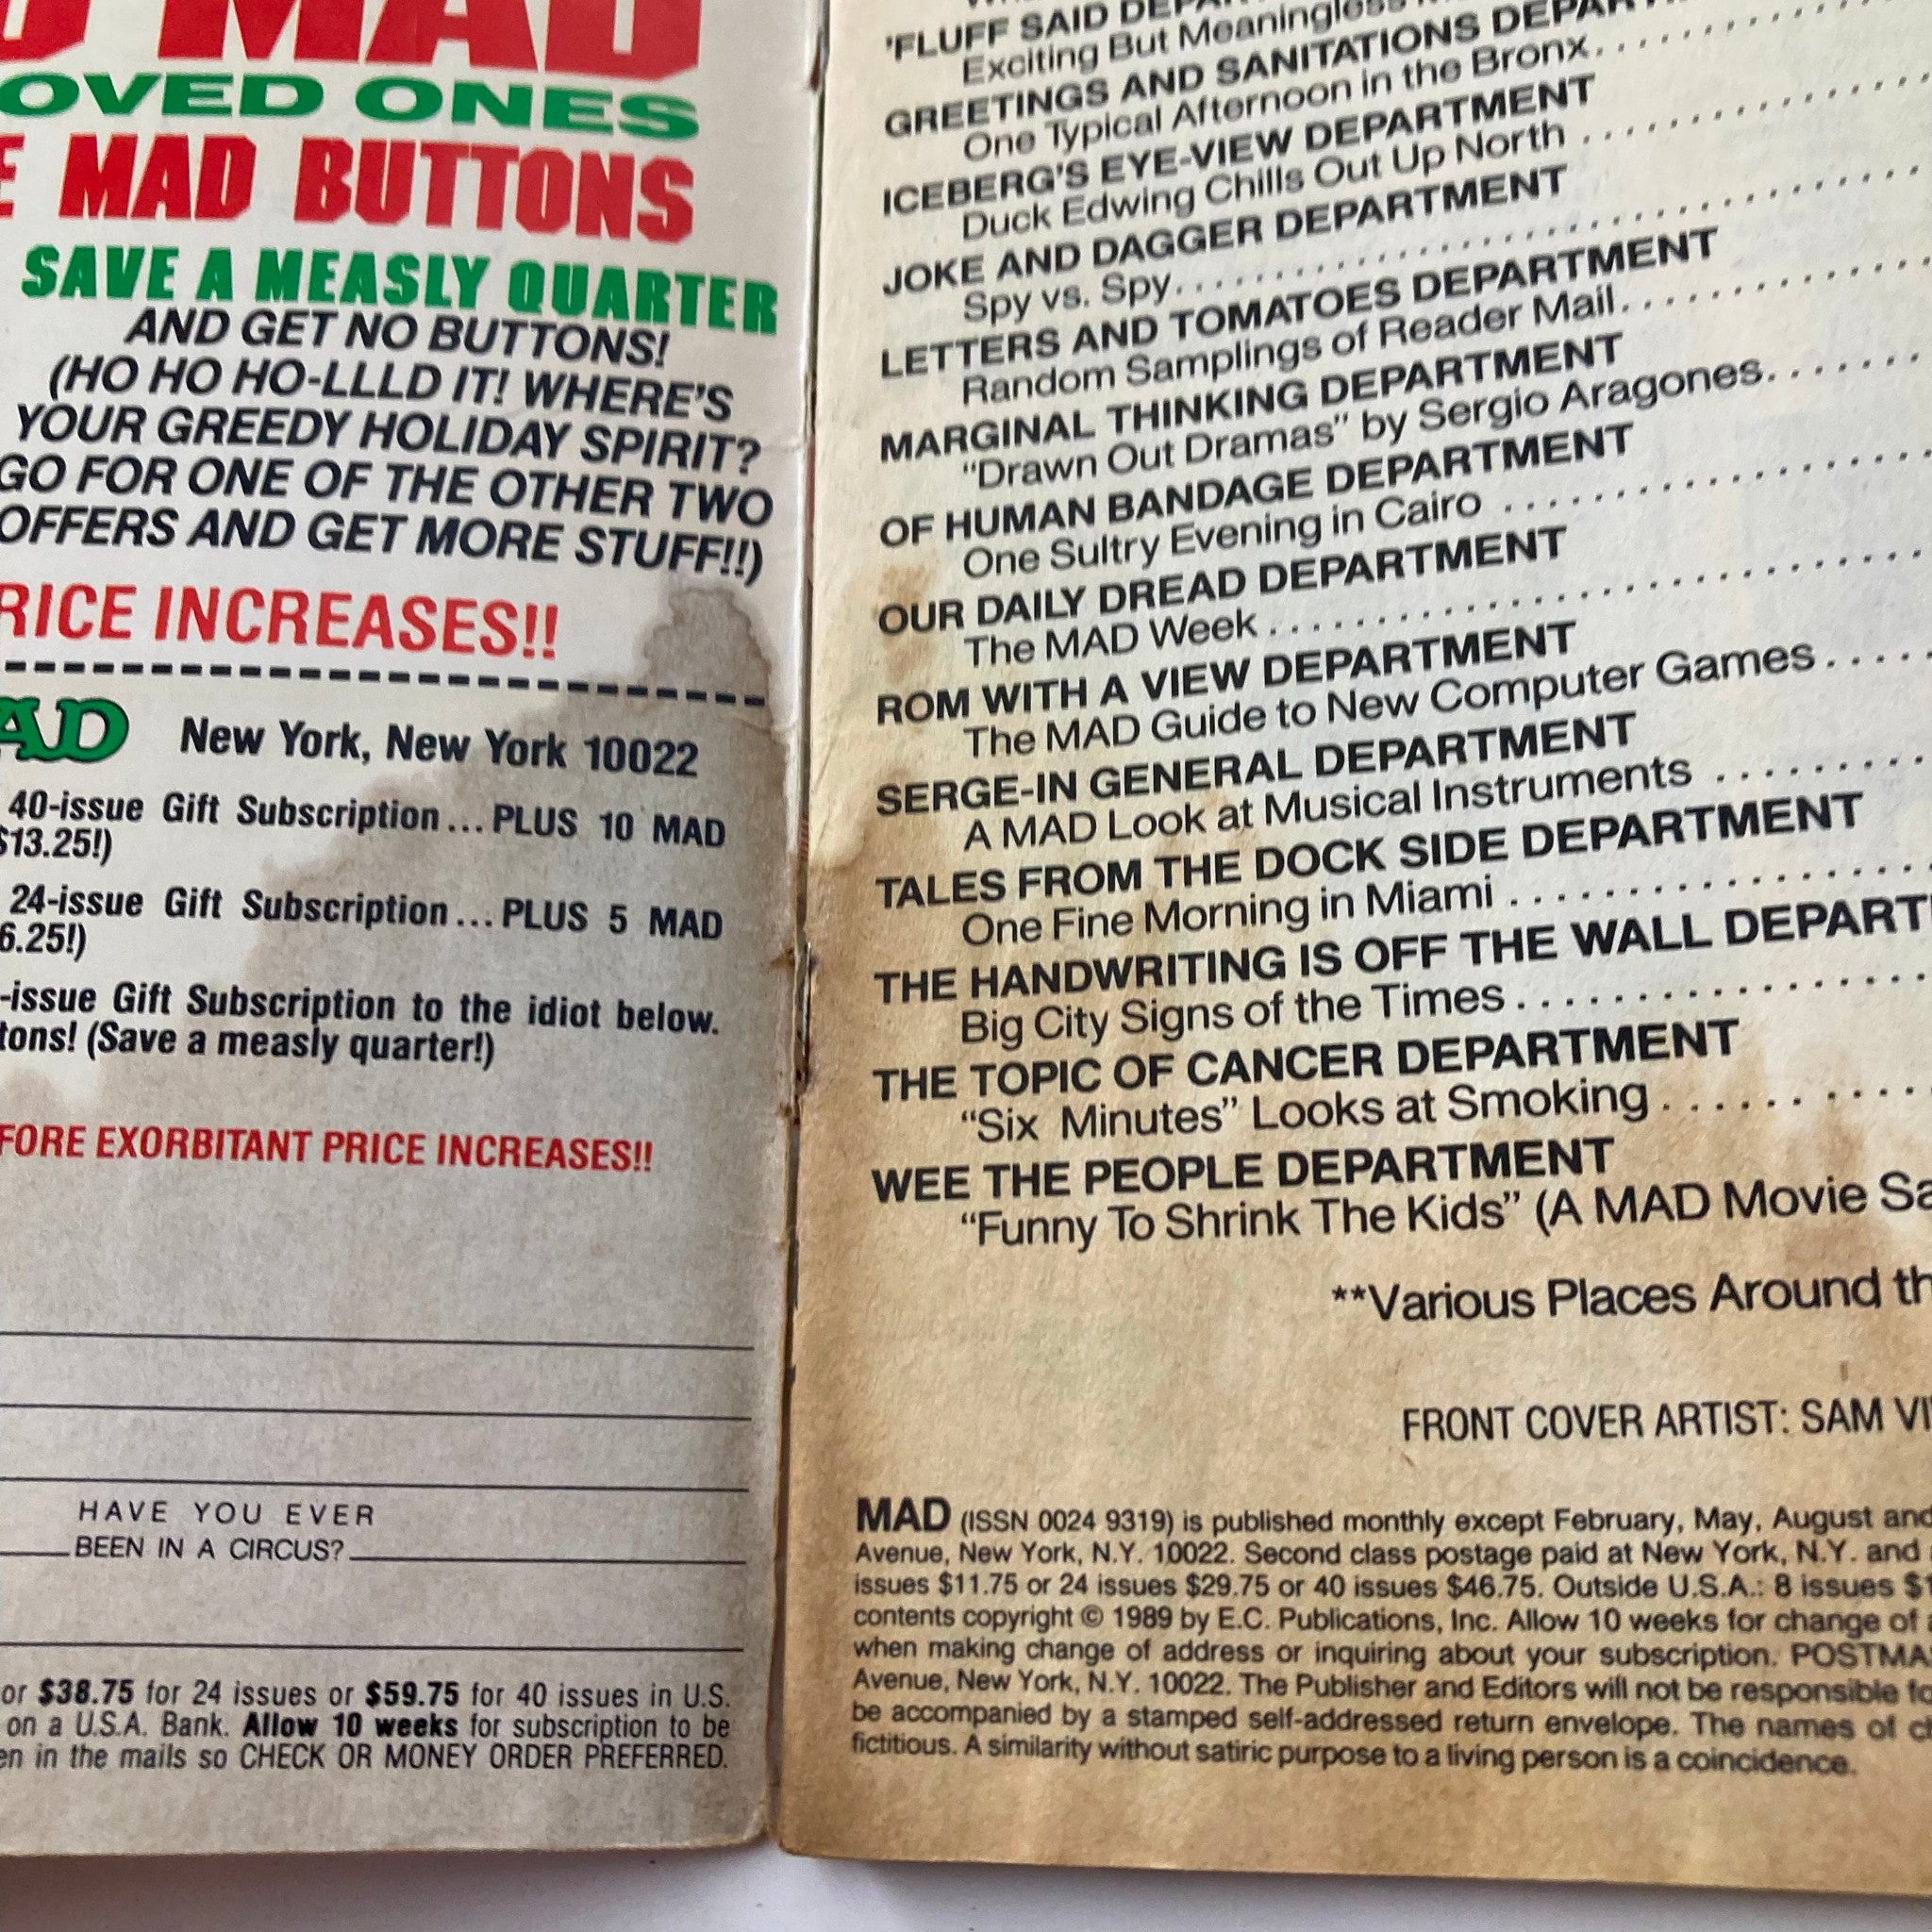 MAD
OVED ONES
MAD BUTTONS
SAVE A MEASLY QUARTER
AND GET NO BUTTONS!
(HO HO HO-LLLD IT! WHERE'S
YOUR GREEDY HOLIDAY SPIRIT?
GO FOR ONE OF THE OTHER TWO
OFFERS AND GET MORE STUFF!!)
RICE INCREASES!!
AD New York, New York 10022
40-issue Gift Subscription... PLUS 10 MAD
$13.25!)
24-issue Gift Subscription... PLUS 5 MAD
6.25!)
-issue Gift Subscription to the idiot below.
tons! (Save a measly quarter!)
FORE EXORBITANT PRICE INCREASES!!
HAVE YOU EVER
BEEN IN A CIRCUS?
or $38.75 for 24 issues or $59.75 for 40 issues in U.S.
on a U.S.A. Bank. Allow 10 weeks for subscription to be
en in the mails so CHECK OR MONEY ORDER PREFERRED.
'FLUFF SAID
Exciting But Meaningless
GREETINGS AND SANITATIONS DEPAR
One Typical Afternoon in the Bronx
ICEBERG'S EYE-VIEW DEPARTMENT
Duck Edwing Chills Out Up North
JOKE AND DAGGER DEPARTMENT
Spy vs. Spy
LETTERS AND TOMATOES DEPARTMENT
Random Samplings of Reader Mail
MARGINAL THINKING DEPARTMENT
"Drawn Out Dramas" by Sergio Aragones
OF HUMAN BANDAGE DEPARTMENT
One Sultry Evening in Cairo
OUR DAILY DREAD DEPARTMENT
The MAD Week
ROM WITH A VIEW DEPARTMENT
The MAD Guide to New Computer Games
SERGE-IN GENERAL DEPARTMENT
A MAD Look at Musical Instruments
TALES FROM THE DOCK SIDE DEPARTMENT
One Fine Morning in Miami
THE HANDWRITING IS OFF THE WALL DEPART
Big City Signs of the Times
THE TOPIC OF CANCER DEPARTMENT
"Six Minutes" Looks at Smoking
WEE THE PEOPLE DEPARTMENT
"Funny To Shrink The Kids" (A MAD Movie Sa
**Various Places Around th
FRONT COVER ARTIST: SAM VI
MAD (ISSN 0024 9319) is published monthly except February, May, August and
Avenue, New York, N.Y. 10022. Second class postage paid at New York, N.Y. and
issues $11.75 or 24 issues $29.75 or 40 issues $46.75. Outside U.S.A.: 8 issues $1
contents copyright © 1989 by E.C. Publications, Inc. Allow 10 weeks for change of
when making change of address or inquiring about your subscription. POSTMA
Avenue, New York, N.Y. 10022. The Publisher and Editors will not be responsible fo
be accompanied by a stamped self-addressed return envelope. The names of c
fictitious. A similarity without satiric purpose to a living person is a coincidence.